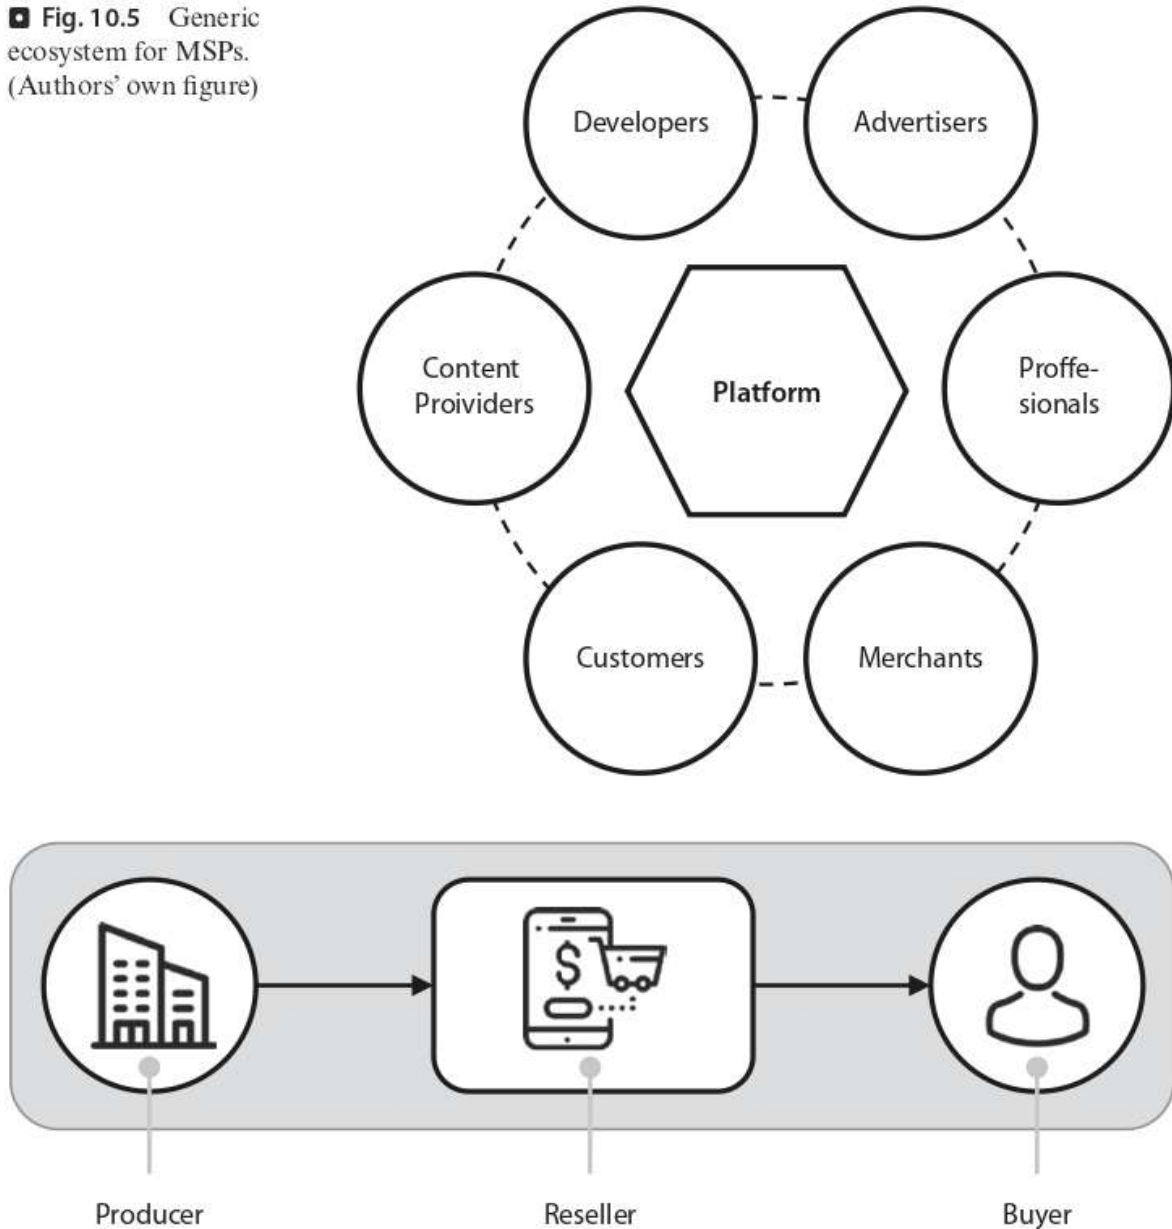 Fig. 10.5 Generic
ecosystem for MSPs.
(Authors' own figure)
Developers
Advertisers
Content
Proividers
Platform
Proffe-
sionals
Customers
Merchants
$
Producer
Reseller
Buyer